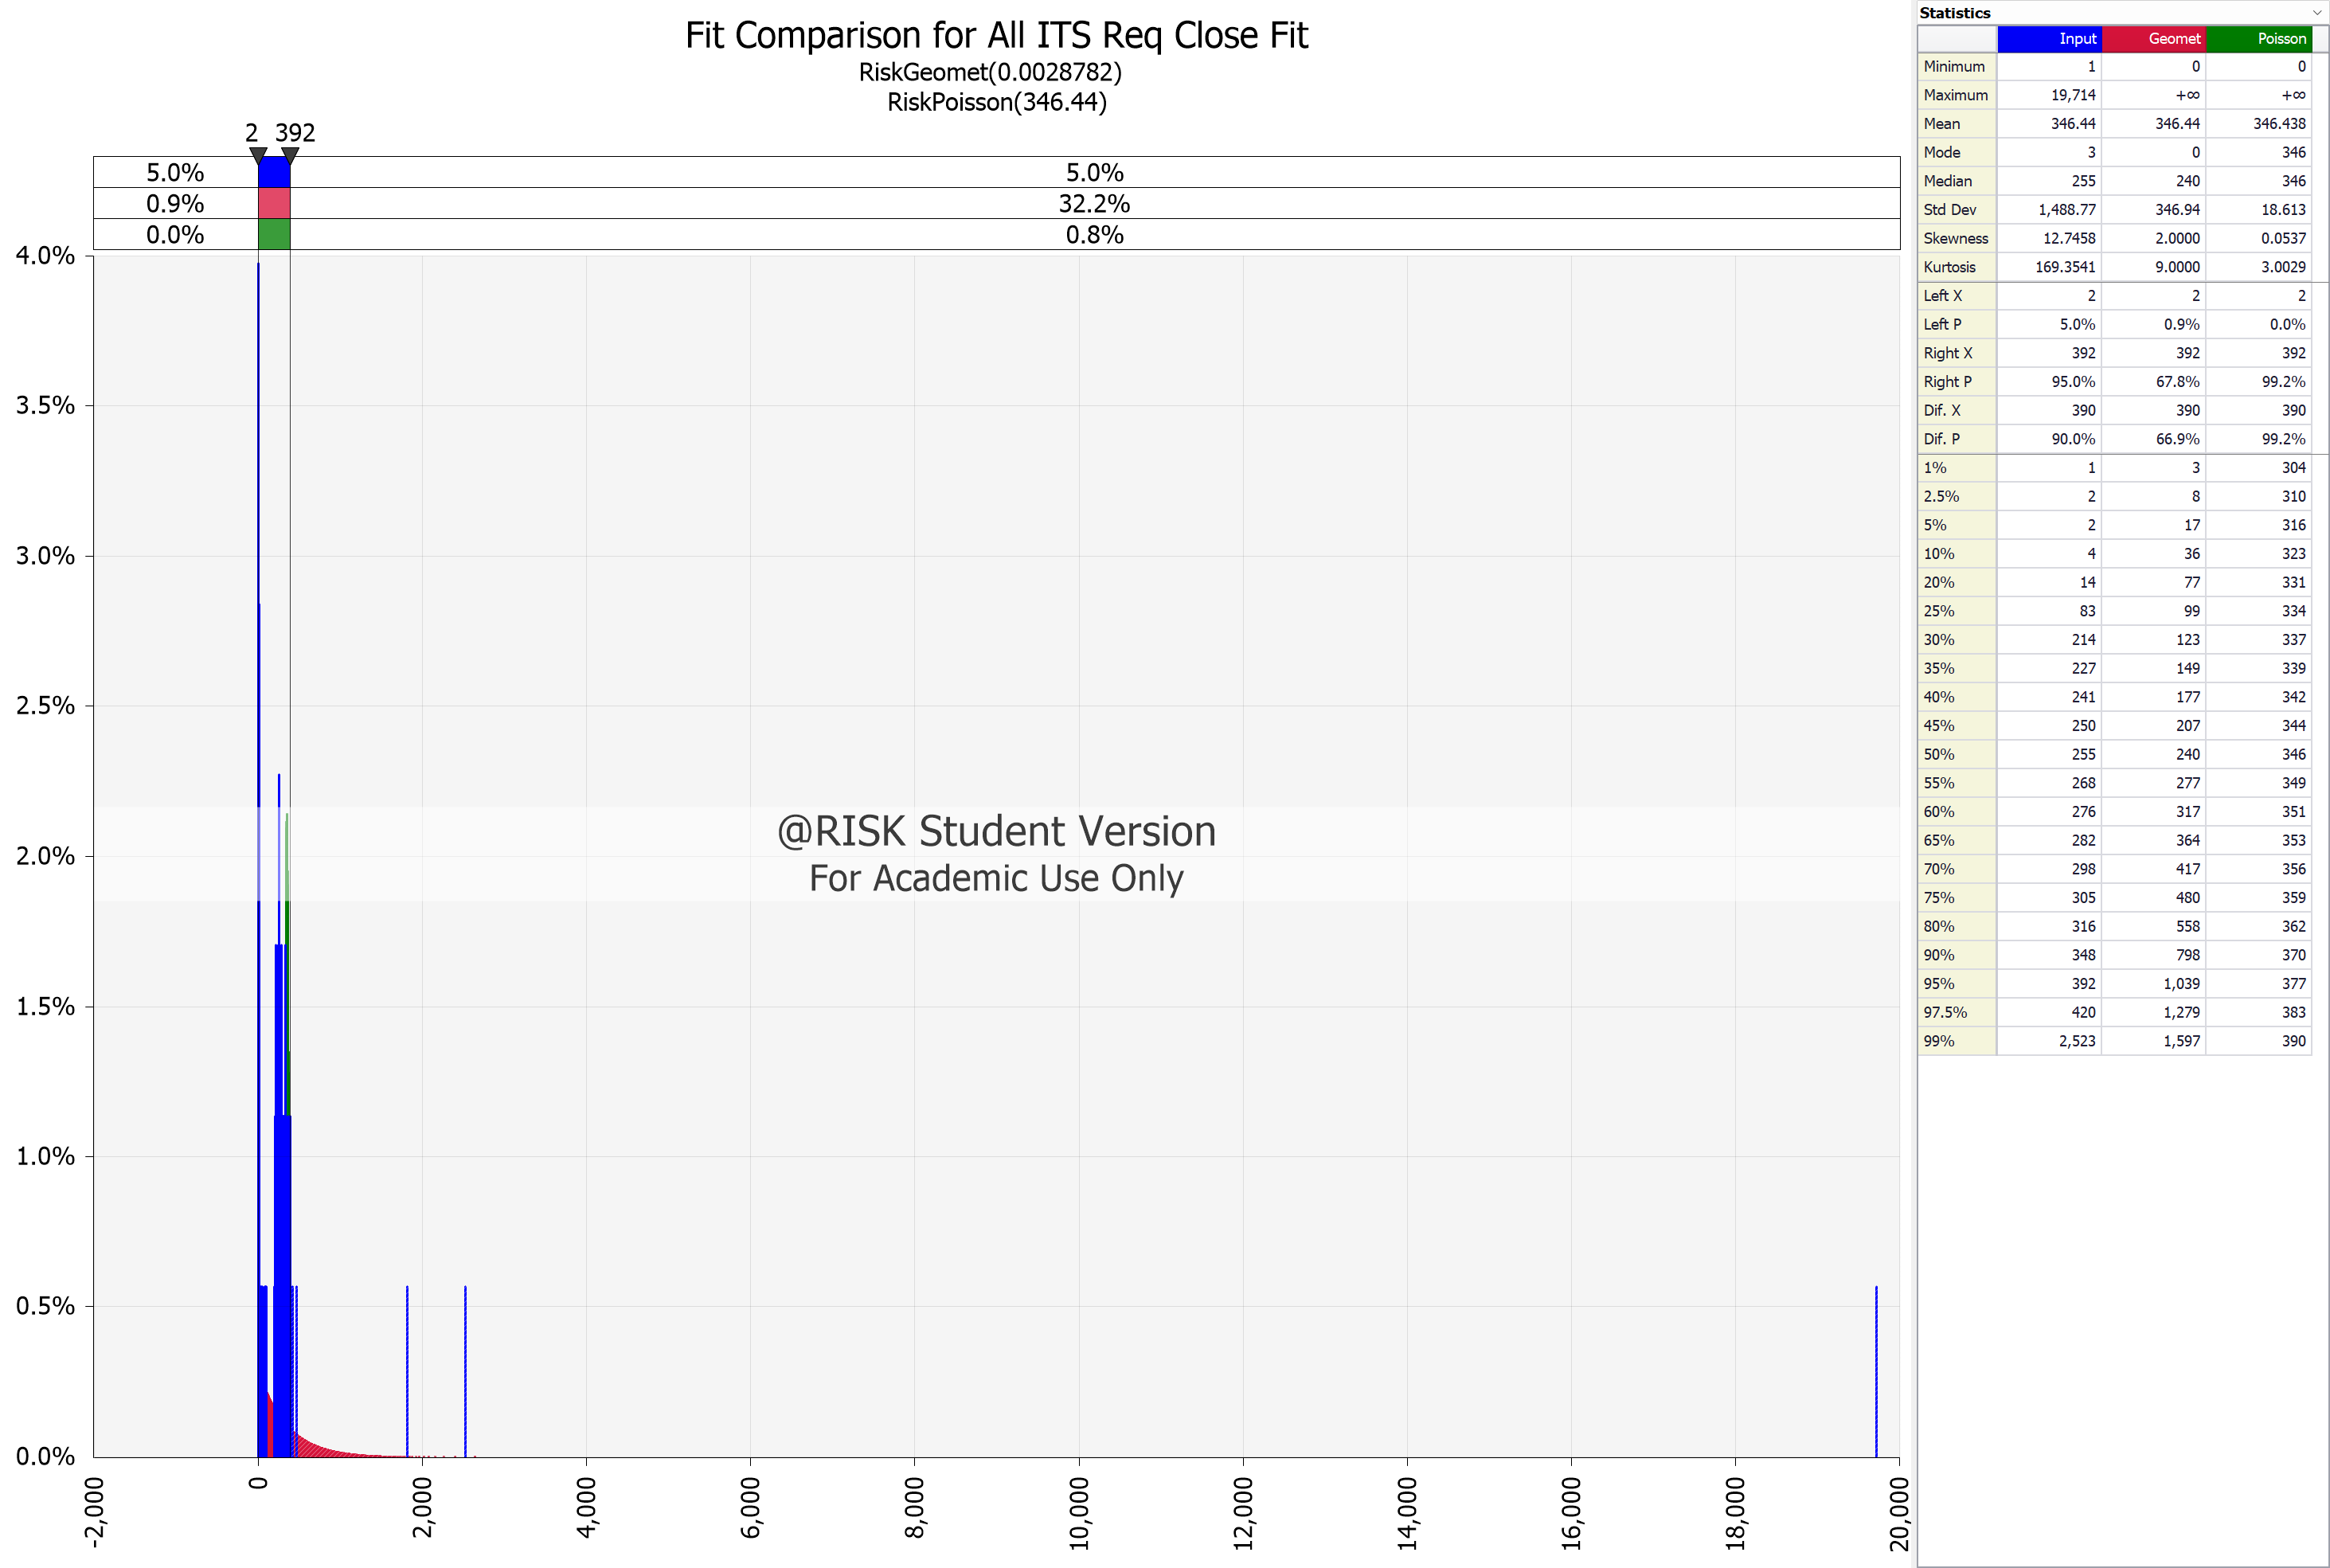 Fit Comparison for All ITS Req Close Fit
RiskGeomet(0.0028782)
RiskPoisson(346.44)
2 392
5.0% 5.0%
0.9% 32.2%
0.0% 0.8%
4.0%
3.5%
3.0%
2.5%
2.0%
1.5%
1.0%
0.5%
0.0%
@RISK Student Version
For Academic Use Only
-2,000 0 2,000 4,000 6,000 8,000 10,000 12,000 14,000 16,000 18,000 20,000
Statistics
Input Geomet Poisson
Minimum 1 0 0
Maximum 19,714 +∞ +∞
Mean 346.44 346.44 346.438
Mode 3 0 346
Median 255 240 346
Std Dev 1,488.77 346.94 18.613
Skewness 12.7458 2.0000 0.0537
Kurtosis 169.3541 9.0000 3.0029
Left X 2 2 2
Left P 5.0% 0.9% 0.0%
Right X 392 392 392
Right P 95.0% 67.8% 99.2%
Dif. X 390 390 390
Dif. P 90.0% 66.9% 99.2%
1% 1 3 304
2.5% 2 8 310
5% 2 17 316
10% 4 36 323
20% 14 77 331
25% 83 99 334
30% 214 123 337
35% 227 149 339
40% 241 177 342
45% 250 207 344
50% 255 240 346
55% 268 277 349
60% 276 317 351
65% 282 364 353
70% 298 417 356
75% 305 480 359
80% 316 558 362
90% 348 798 370
95% 392 1,039 377
97.5% 420 1,279 383
99% 2,523 1,597 390